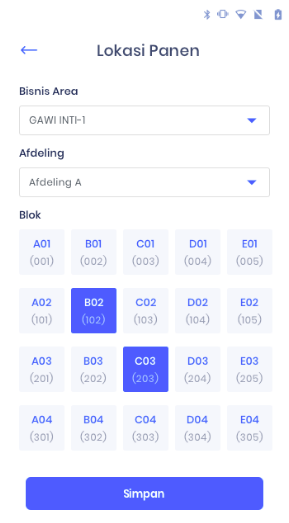 Lokasi Panen
Bisnis Area
GAWI INTI-1
Afdeling
Afdeling A
Blok
A01 B01 C01 D01 E01
(001) (002) (003) (004) (005)
A02 B02 C02 D02 E02
(101) (102) (103) (104) (105)
A03 B03 C03 D03 E03
(201) (202) (203) (204) (205)
A04 B04 C04 D04 E04
(301) (302) (303) (304) (305)
Simpan